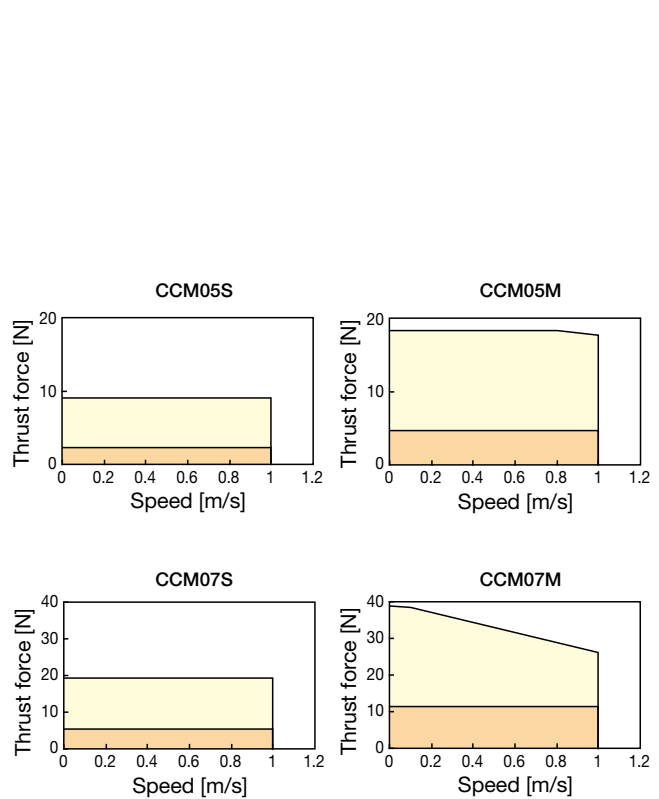 CCM05S
Thrust force [N]
20
10
0
0 0.2 0.4 0.6 0.8 1 1.2
Speed [m/s]
CCM05M
Thrust force [N]
20
10
0
0 0.2 0.4 0.6 0.8 1 1.2
Speed [m/s]
CCM07S
Thrust force [N]
40
30
20
10
0
0 0.2 0.4 0.6 0.8 1 1.2
Speed [m/s]
CCM07M
Thrust force [N]
40
30
20
10
0
0 0.2 0.4 0.6 0.8 1 1.2
Speed [m/s]